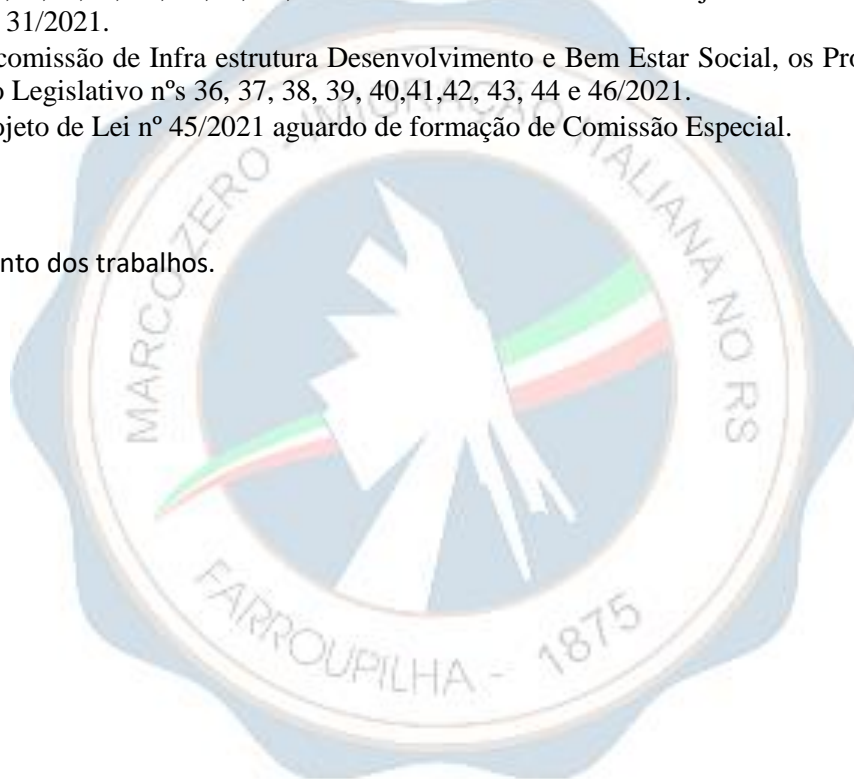 31/2021.
comissão de Infra estrutura Desenvolvimento e Bem Estar Social, os Pro
o Legislativo nºs 36, 37, 38, 39, 40,41,42, 43, 44 e 46/2021.
ojeto de Lei nº 45/2021 aguardo de formação de Comissão Especial.
nto dos trabalhos.
MARCO ZERO - IMIGRAÇÃO ITALIANA NO RS
FARROUPILHA - 1875